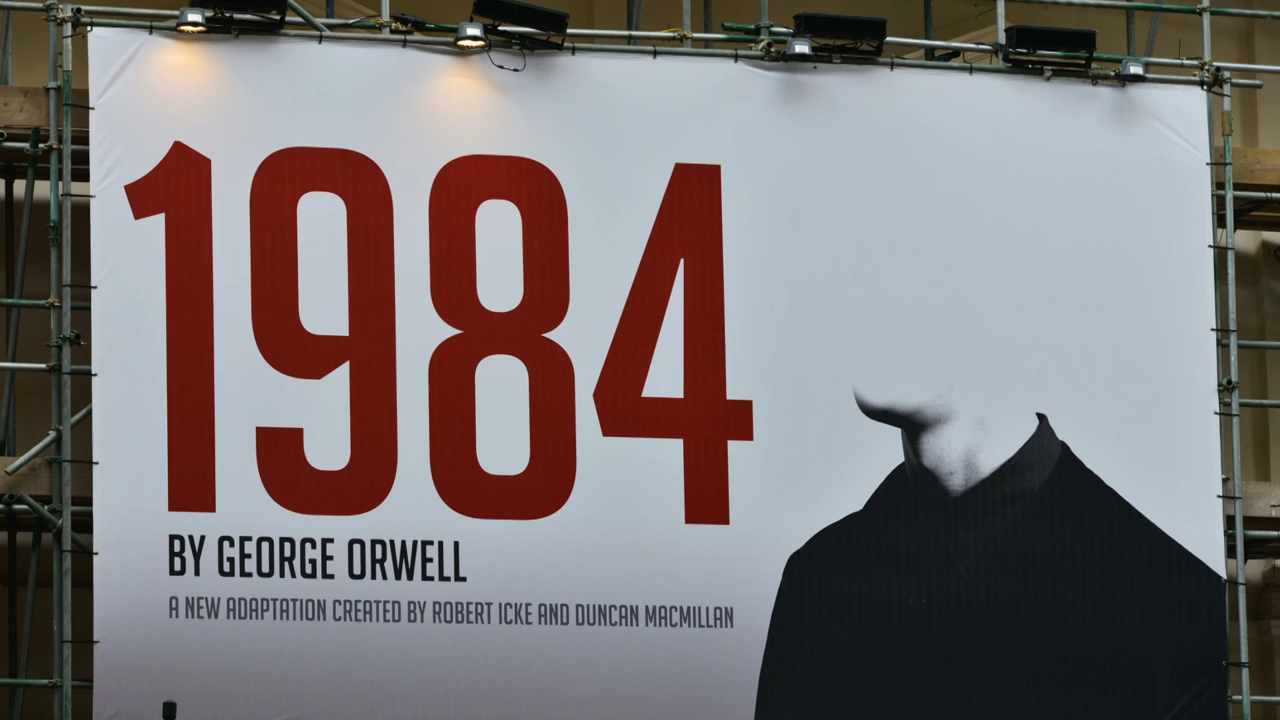 1984
BY GEORGE ORWELL
A NEW ADAPTATION CREATED BY ROBERT ICKE AND DUNCAN MACMILLAN